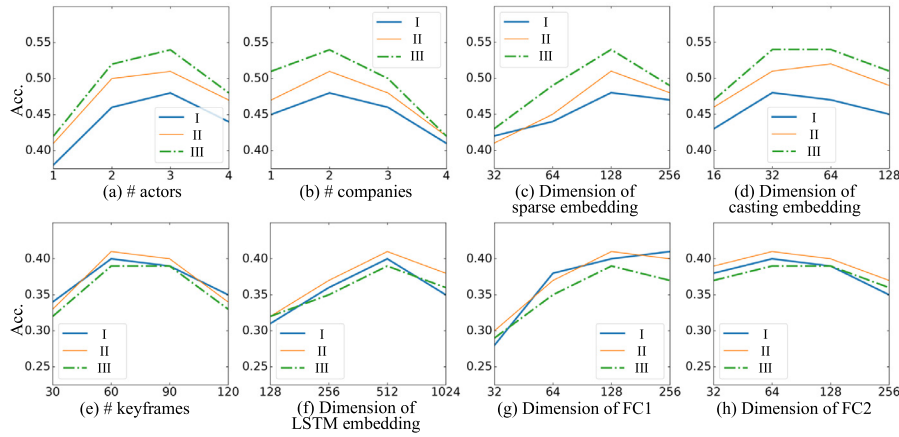 Acc.
0.55
0.50
0.45
0.40
I
II
III
1 2 3 4
(a) # actors
0.55
0.50
0.45
0.40
I
II
III
1 2 3 4
(b) # companies
0.55
0.50
0.45
0.40
I
II
III
32 64 128 256
(c) Dimension of
sparse embedding
0.55
0.50
0.45
0.40
I
II
III
16 32 64 128
(d) Dimension of
casting embedding
Acc.
0.40
0.35
0.30
0.25
I
II
III
30 60 90 120
(e) # keyframes
0.40
0.35
0.30
0.25
I
II
III
128 256 512 1024
(f) Dimension of
LSTM embedding
0.40
0.35
0.30
0.25
I
II
III
32 64 128 256
(g) Dimension of FC1
0.40
0.35
0.30
0.25
I
II
III
32 64 128 256
(h) Dimension of FC2